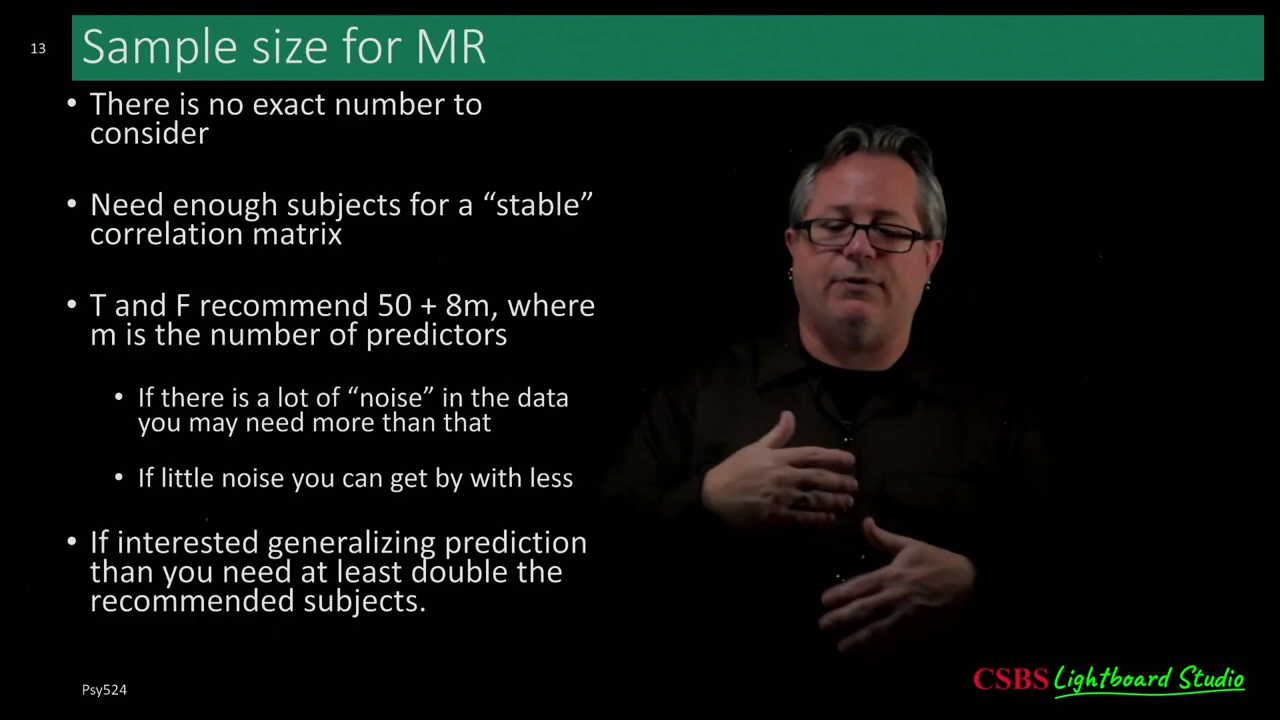 13
Sample size for MR
• There is no exact number to
consider
• Need enough subjects for a “stable”
correlation matrix
• T and F recommend 50 + 8m, where
m is the number of predictors
• If there is a lot of “noise” in the data
you may need more than that
• If little noise you can get by with less
• If interested generalizing prediction
than you need at least double the
recommended subjects.
Psy524
CSBS Lightboard Studio